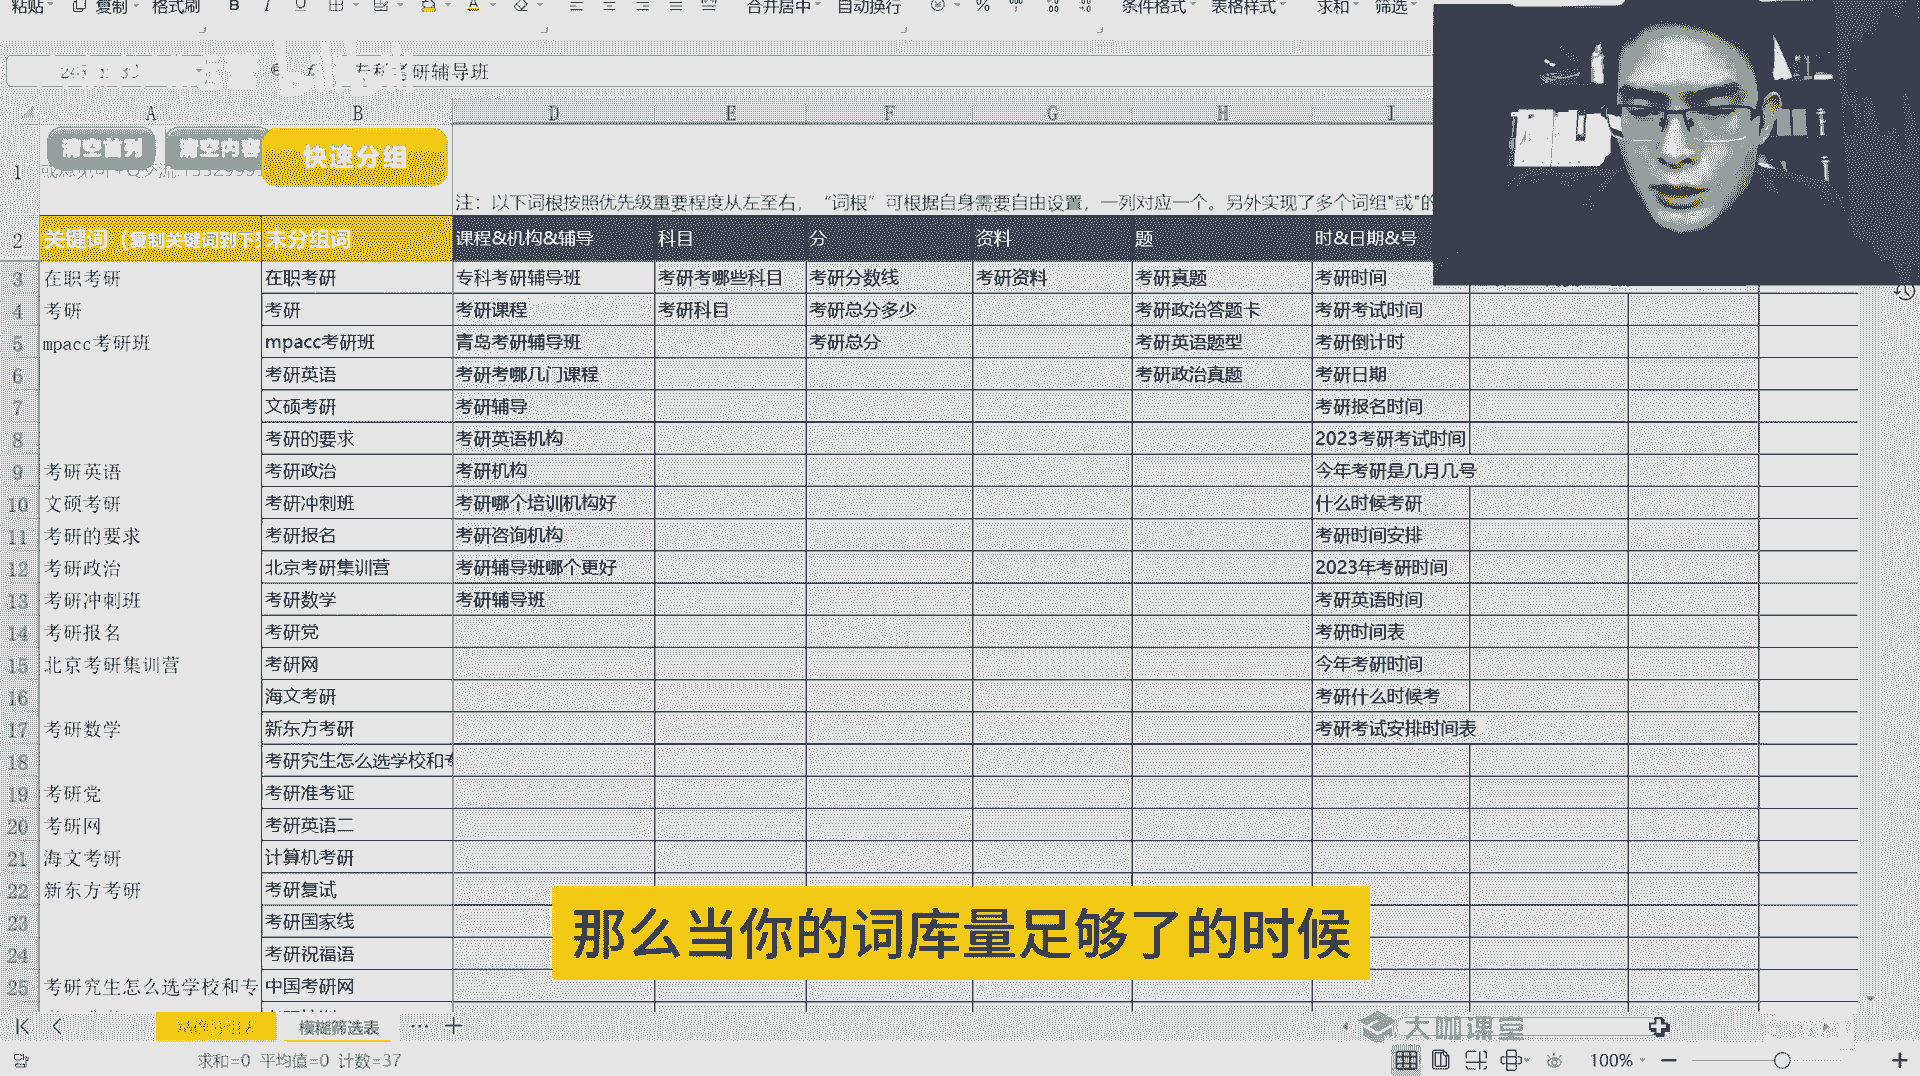 粘贴 复制 格式刷 B I U 合并居中 自动换行 % 条件格式 表格样式 求和 筛选
专科考研辅导班
A B D E F G H I
清空首列 清空内容 快速分组
1
注：以下词根按照优先级重要程度从左至右，“词根”可根据自身需要自由设置，一列对应一个。另外实现了多个词组"或"的
2 关键词（复制关键词到下 未分组词 课程&机构&辅导 科目 分 资料 题 时&日期&号
3 在职考研 在职考研 专科考研辅导班 考研考哪些科目 考研分数线 考研资料 考研真题 考研时间
4 考研 考研 考研课程 考研科目 考研总分多少 考研政治答题卡 考研考试时间
5 mpacc考研班 mpacc考研班 青岛考研辅导班 考研总分 考研英语题型 考研倒计时
6 考研英语 考研考哪几门课程 考研政治真题 考研日期
7 文硕考研 考研辅导 考研报名时间
8 考研的要求 考研英语机构 2023考研考试时间
9 考研英语 考研政治 考研机构 今年考研是几月几号
10 文硕考研 考研冲刺班 考研哪个培训机构好 什么时候考研
11 考研的要求 考研报名 考研咨询机构 考研时间安排
12 考研政治 北京考研集训营 考研辅导班哪个更好 2023年考研时间
13 考研冲刺班 考研数学 考研辅导班 考研英语时间
14 考研报名 考研党 考研时间表
15 北京考研集训营 考研网 今年考研时间
16 海文考研 考研什么时候考
17 考研数学 新东方考研 考研考试安排时间表
18 考研究生怎么选学校和专
19 考研党 考研准考证
20 考研网 考研英语二
21 海文考研 计算机考研
22 新东方考研 考研复试
23 考研国家线
24 考研祝福语
25 考研究生怎么选学校和专 中国考研网
那么当你的词库量足够了的时候
模糊筛选表 ··· +
大咖课堂
求和=0 平均值=0 计数=37 100% − +